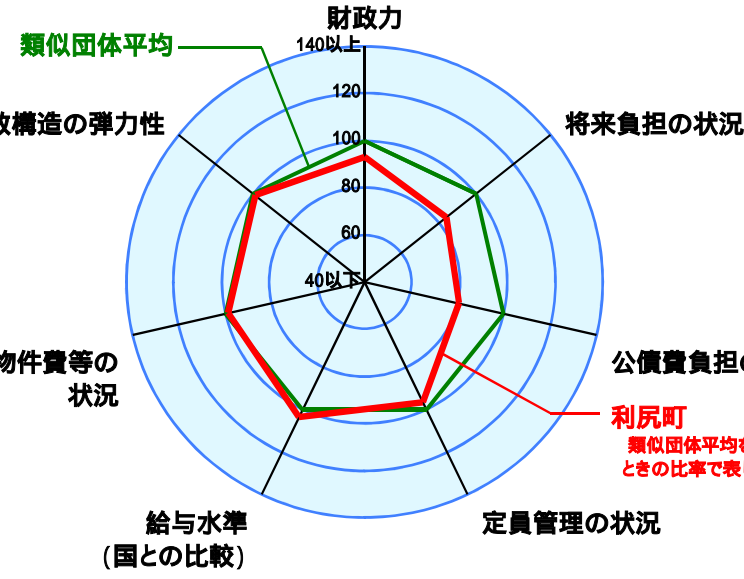 財政力
類似団体平均
140以上
120
100
80
60
40以下
構造の弾力性
将来負担の状況
物件費等の
状況
公債費負担の
利尻町
類似団体平均を
ときの比率で表
給与水準
(国との比較)
定員管理の状況